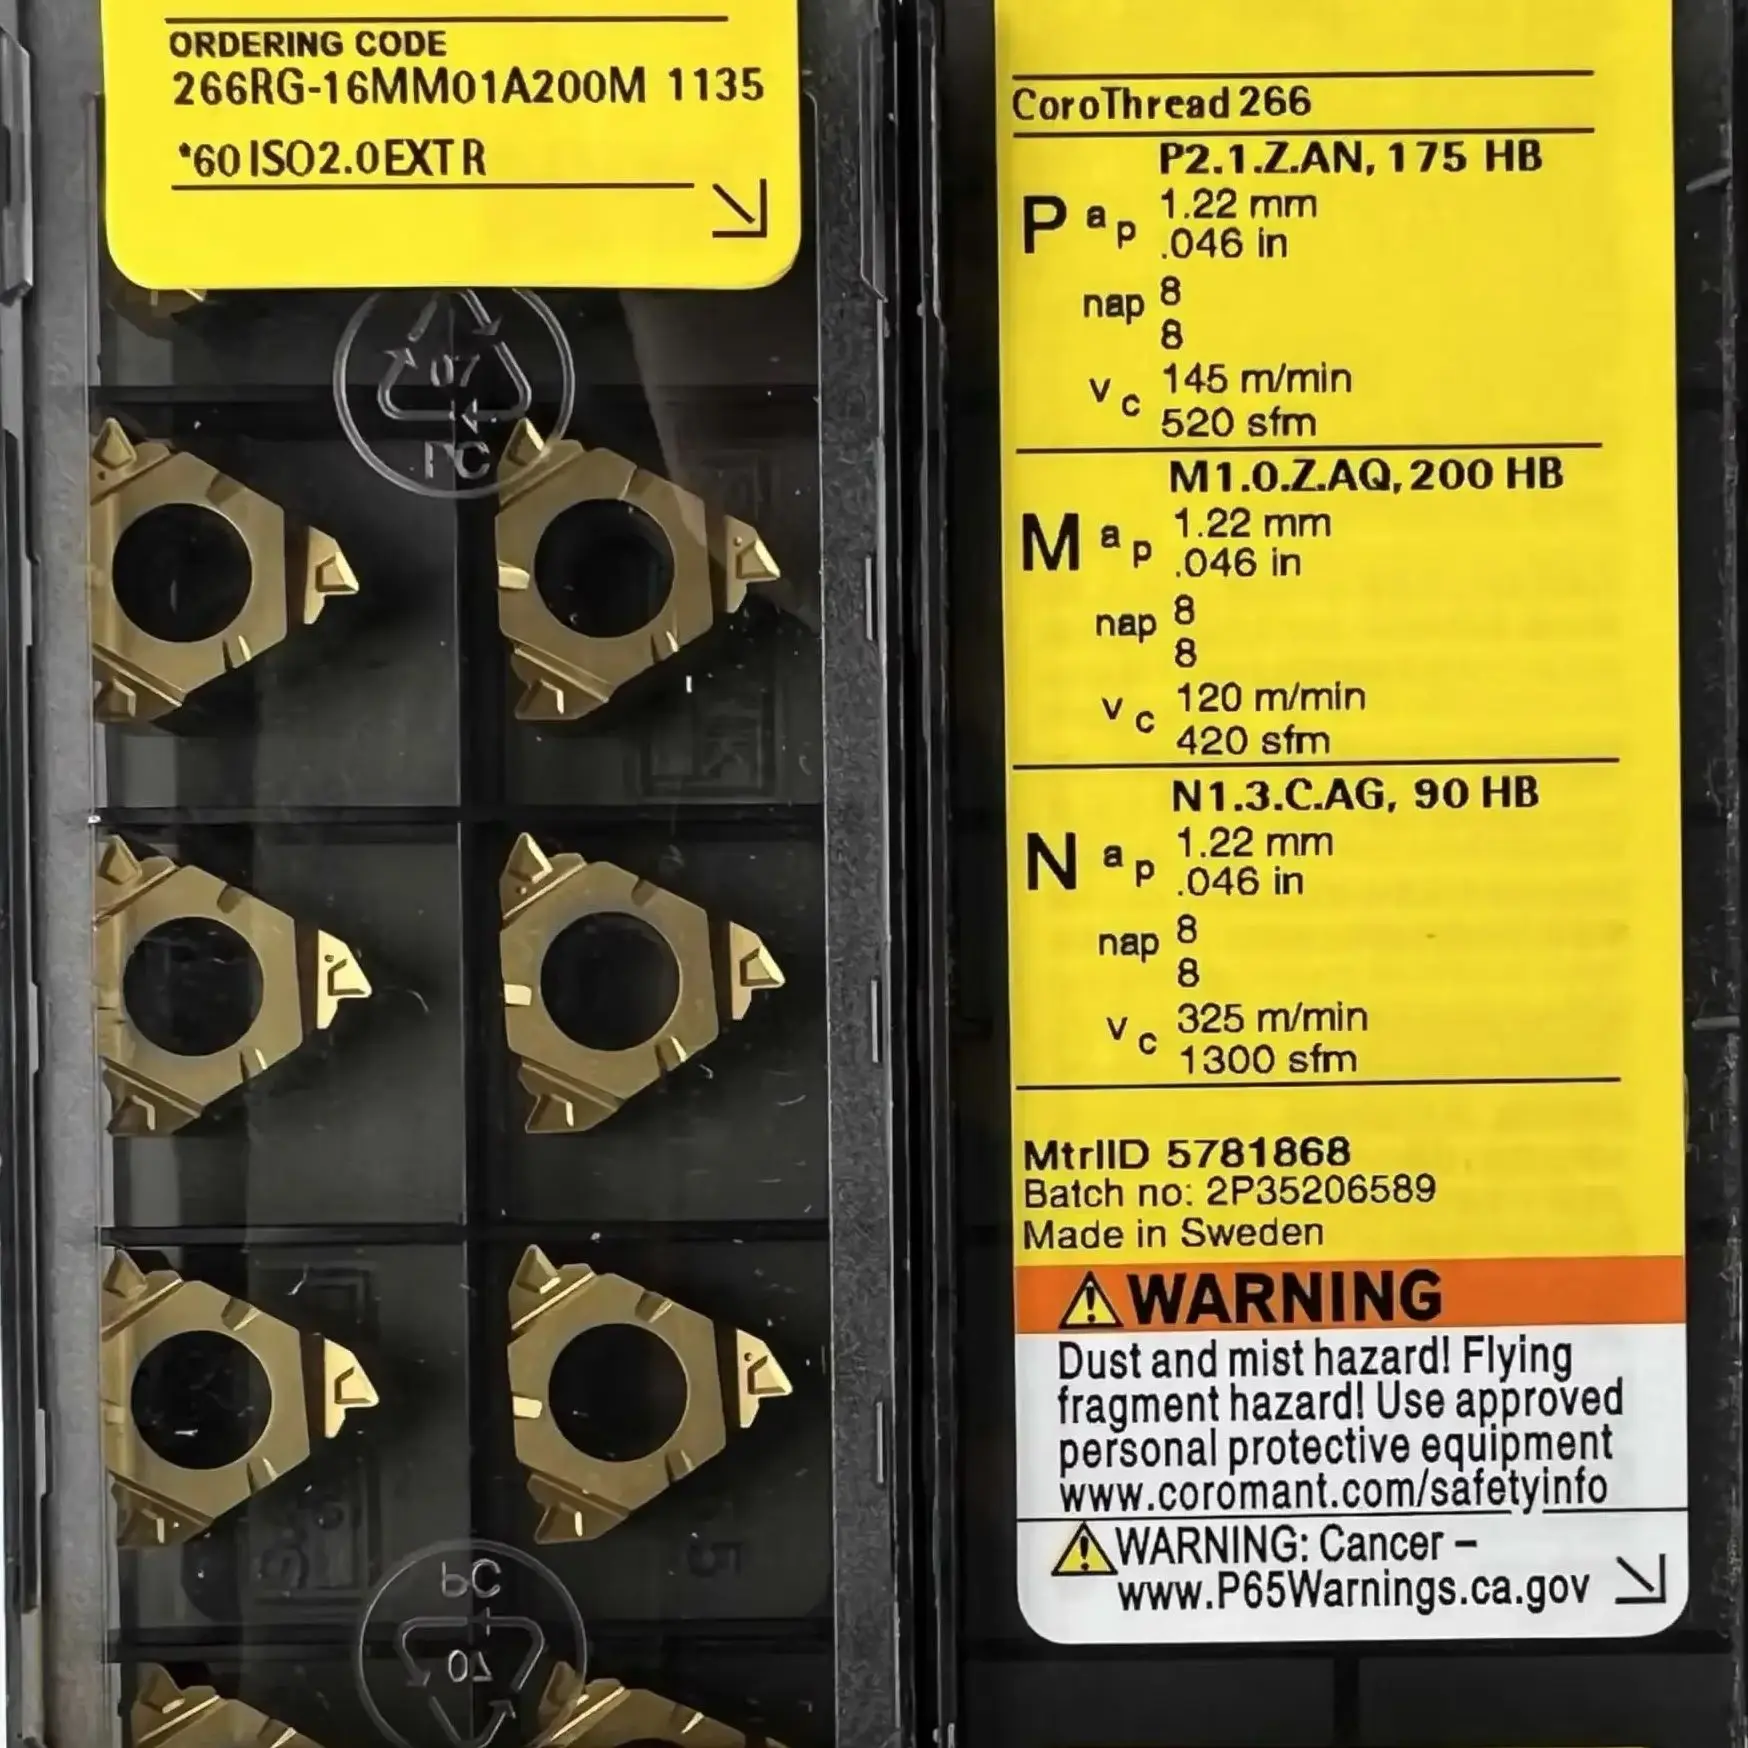 ORDERING CODE
266RG-16MM01A200M 1135
*60 ISO2.0EXT R
07
PC
PC
07
CoroThread 266
P2.1.Z.AN, 175 HB
P ap 1.22 mm
.046 in
nap 8
8
vc 145 m/min
520 sfm
M1.0.Z.AQ, 200 HB
M ap 1.22 mm
.046 in
nap 8
8
vc 120 m/min
420 sfm
N1.3.C.AG, 90 HB
N ap 1.22 mm
.046 in
nap 8
8
vc 325 m/min
1300 sfm
MtrlID 5781868
Batch no: 2P35206589
Made in Sweden
WARNING
Dust and mist hazard! Flying
fragment hazard! Use approved
personal protective equipment
www.coromant.com/safetyinfo
WARNING: Cancer –
www.P65Warnings.ca.gov